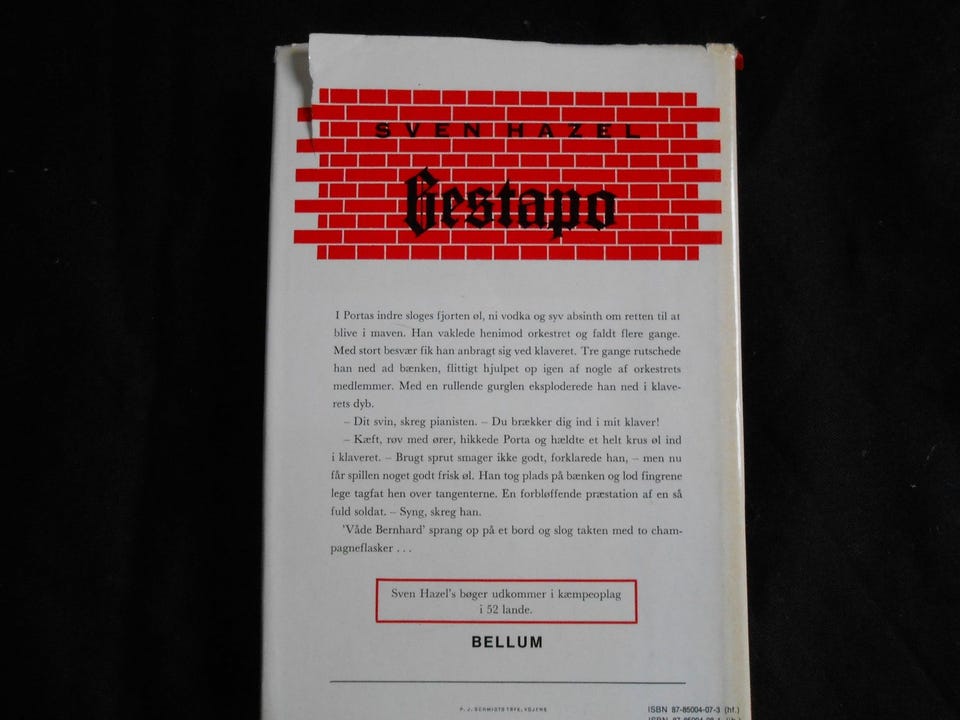 SVEN HAZEL
Gestapo
I Portas indre sloges fjorten øl, ni vodka og syv absinth om retten til at
blive i maven. Han vaklede henimod orkestret og faldt flere gange.
Med stort besvær fik han anbragt sig ved klaveret. Tre gange rutschede
han ned ad bænken, flittigt hjulpet op igen af nogle af orkestrets
medlemmer. Med en rullende gurglen eksploderede han ned i klave-
rets dyb.
– Dit svin, skreg pianisten. – Du brækker dig ind i mit klaver!
– Kæft, røv med ører, hikkede Porta og hældte et helt krus øl ind
i klaveret. – Brugt sprut smager ikke godt, forklarede han, – men nu
får spillen noget godt frisk øl. Han tog plads på bænken og lod fingrene
lege tagfat hen over tangenterne. En forbløffende præstation af en så
fuld soldat. – Syng, skreg han.
'Våde Bernhard' sprang op på et bord og slog takten med to cham-
pagneflasker . . .
Sven Hazel's bøger udkommer i kæmpeoplag
i 52 lande.
BELLUM
P. J. SCHMIDTS VOJENS
ISBN 87-85004-07-3 (hf.)